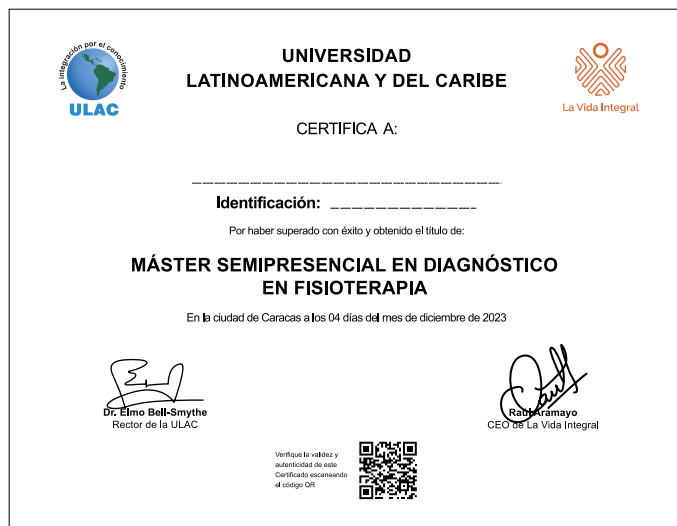 La integración por el conocimiento
ULAC
UNIVERSIDAD
LATINOAMERICANA Y DEL CARIBE
La Vida Integral
CERTIFICA A:
Identificación:
Por haber superado con éxito y obtenido el título de:
MÁSTER SEMIPRESENCIAL EN DIAGNÓSTICO
EN FISIOTERAPIA
En la ciudad de Caracas a los 04 días del mes de diciembre de 2023
Dr. Elmo Bell-Smythe
Rector de la ULAC
Raúl Aramayo
CEO de La Vida Integral
Verifique la validez y
autenticidad de este
Certificado escaneando
el código QR